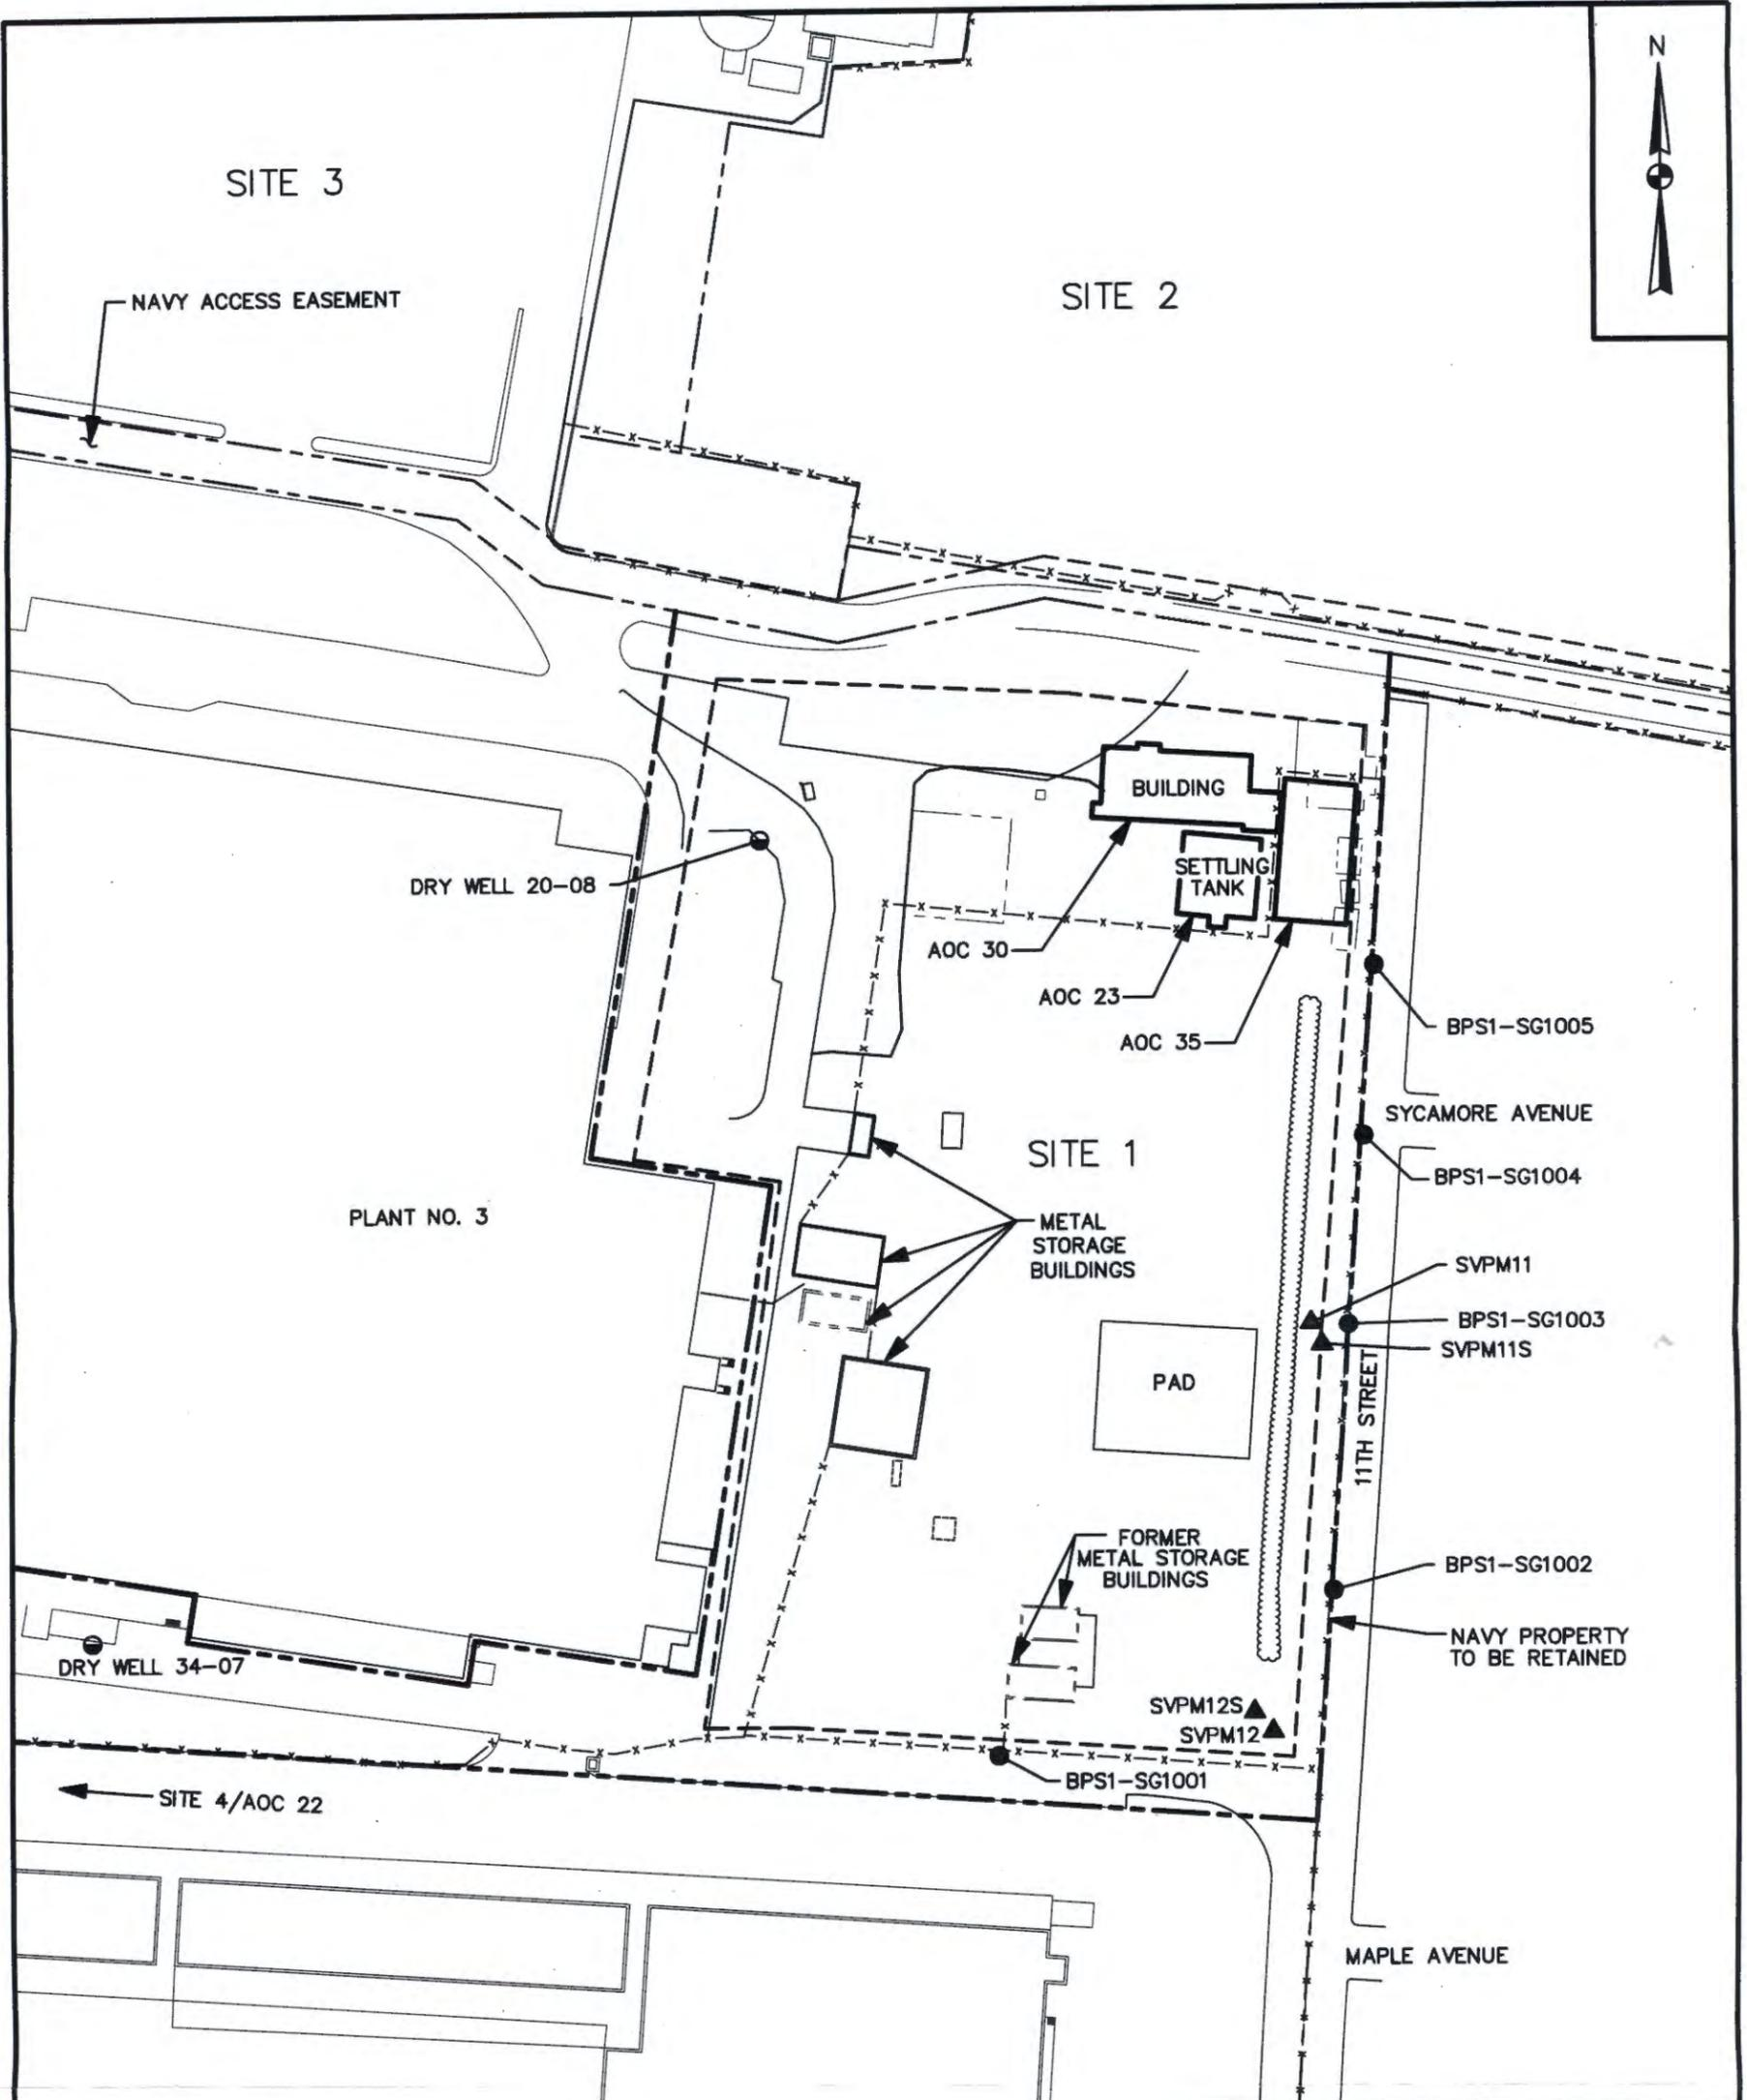 N
SITE 3
SITE 2
NAVY ACCESS EASEMENT
BUILDING
SETTLING
TANK
DRY WELL 20-08
AOC 30
AOC 23
AOC 35
BPS1-SG1005
SYCAMORE AVENUE
SITE 1
BPS1-SG1004
PLANT NO. 3
METAL
STORAGE
BUILDINGS
SVPM11
BPS1-SG1003
SVPM11S
PAD
11TH STREET
FORMER
METAL STORAGE
BUILDINGS
BPS1-SG1002
NAVY PROPERTY
TO BE RETAINED
DRY WELL 34-07
SVPM12S
SVPM12
BPS1-SG1001
SITE 4/AOC 22
MAPLE AVENUE